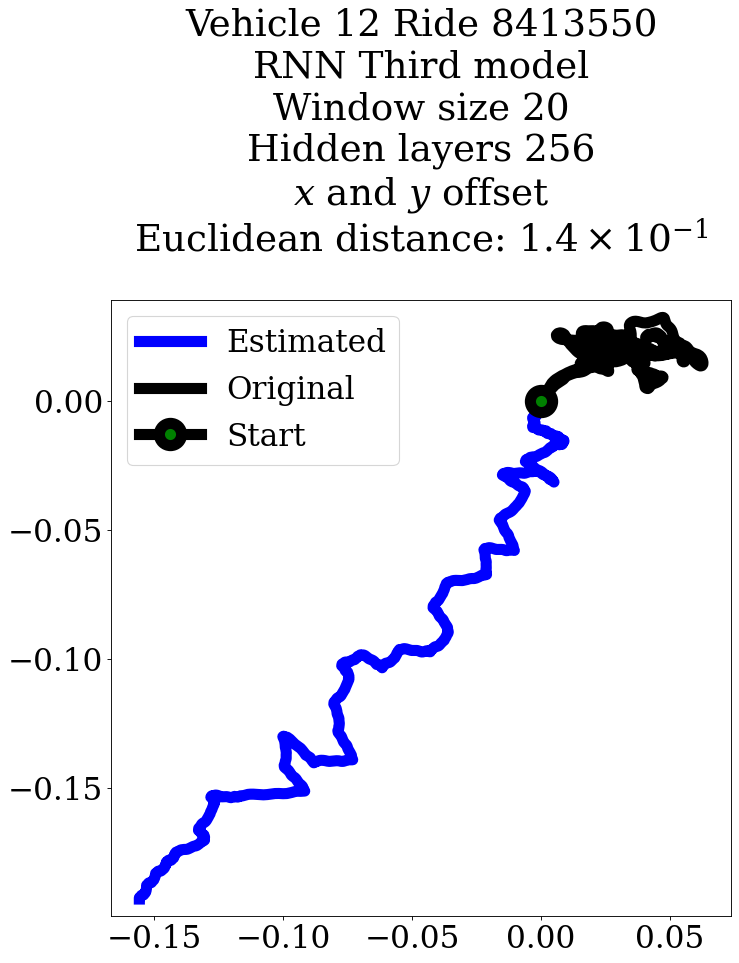 Vehicle 12 Ride 8413550
RNN Third model
Window size 20
Hidden layers 256
x and y offset
Euclidean distance: 1.4 × 10⁻¹
Estimated
Original
Start
0.00
−0.05
−0.10
−0.15
−0.15 −0.10 −0.05 0.00 0.05